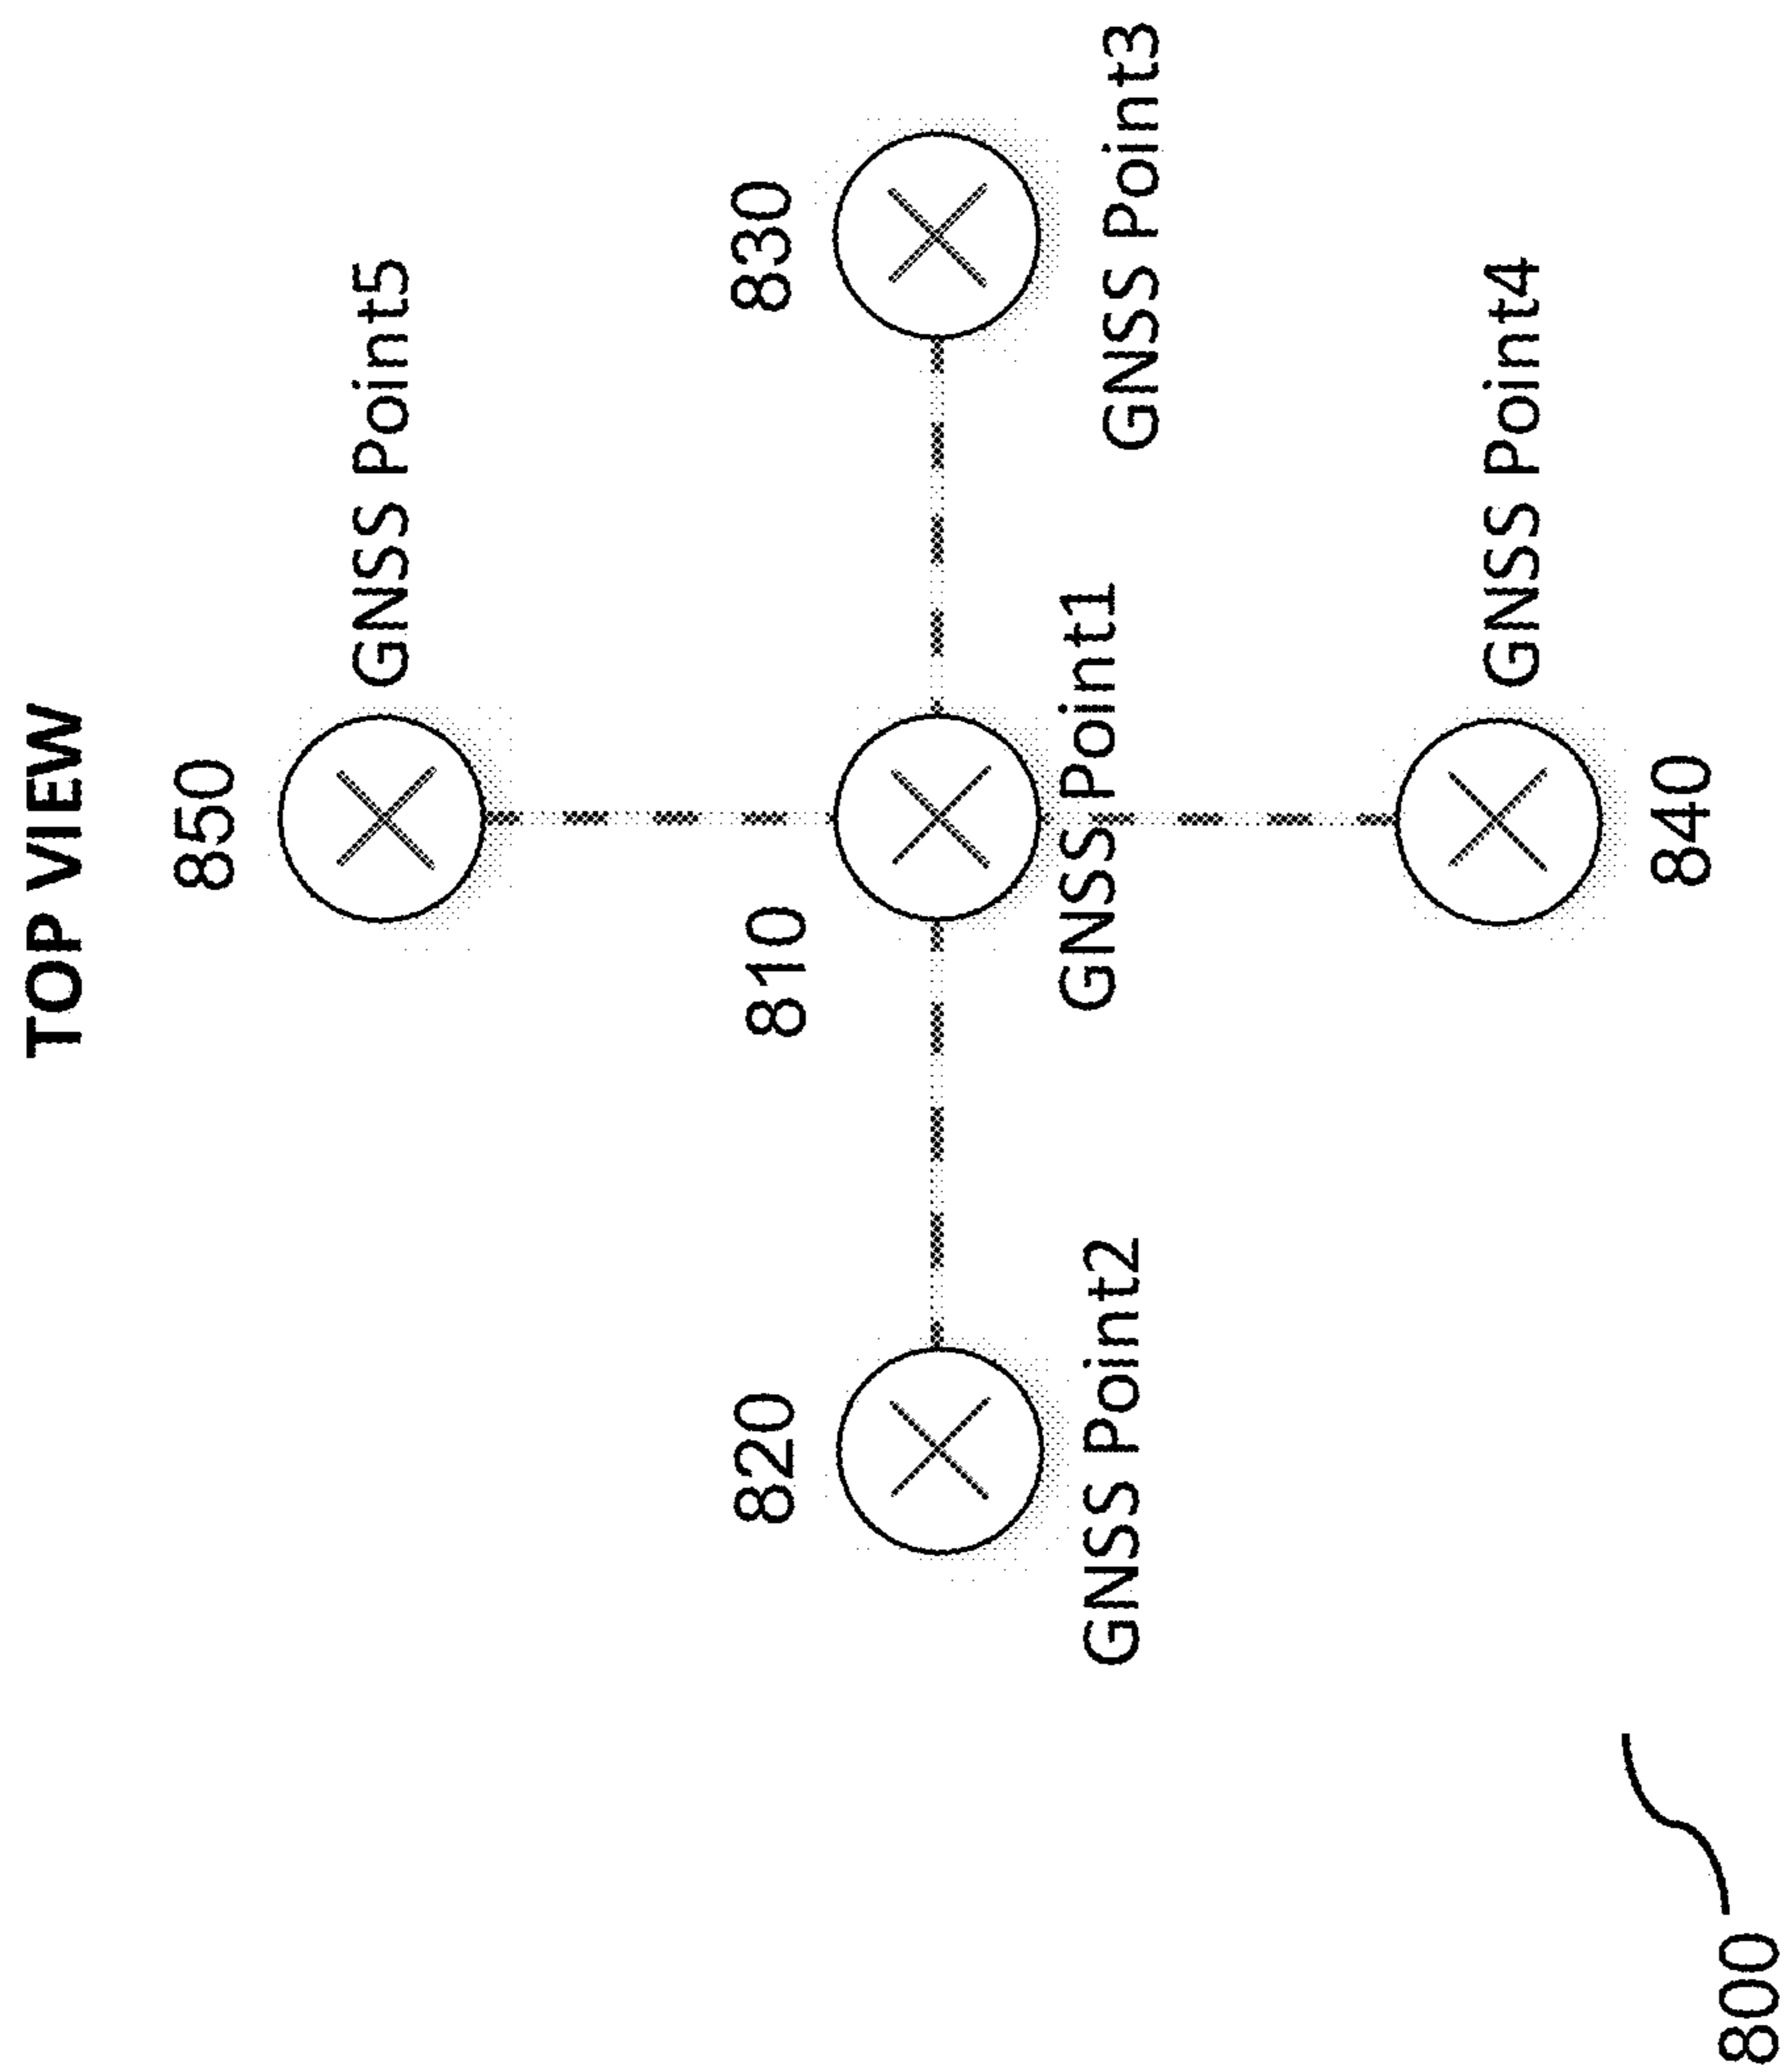 TOP VIEW
850
GNSS Point5
820
810
830
GNSS Point2
GNSS Point1
GNSS Point3
GNSS Point4
840
800